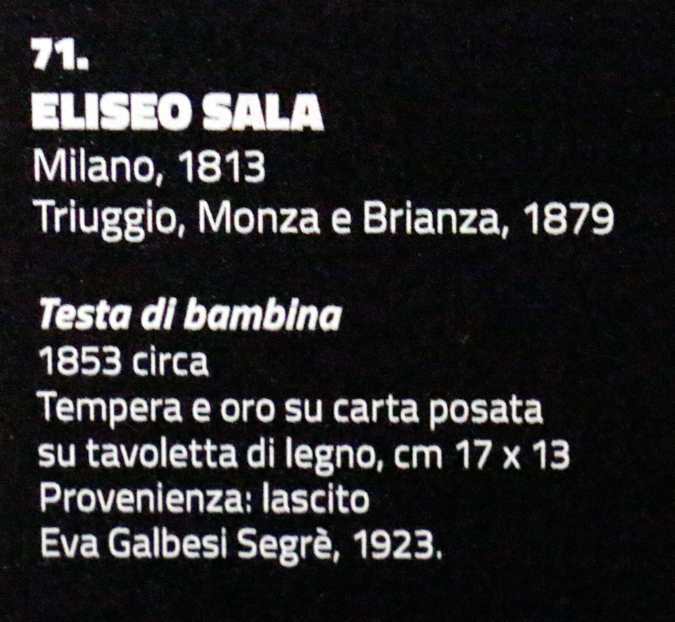 71.
ELISEO SALA
Milano, 1813
Triuggio, Monza e Brianza, 1879
Testa di bambina
1853 circa
Tempera e oro su carta posata
su tavoletta di legno, cm 17 x 13
Provenienza: lascito
Eva Galbesi Segrè, 1923.